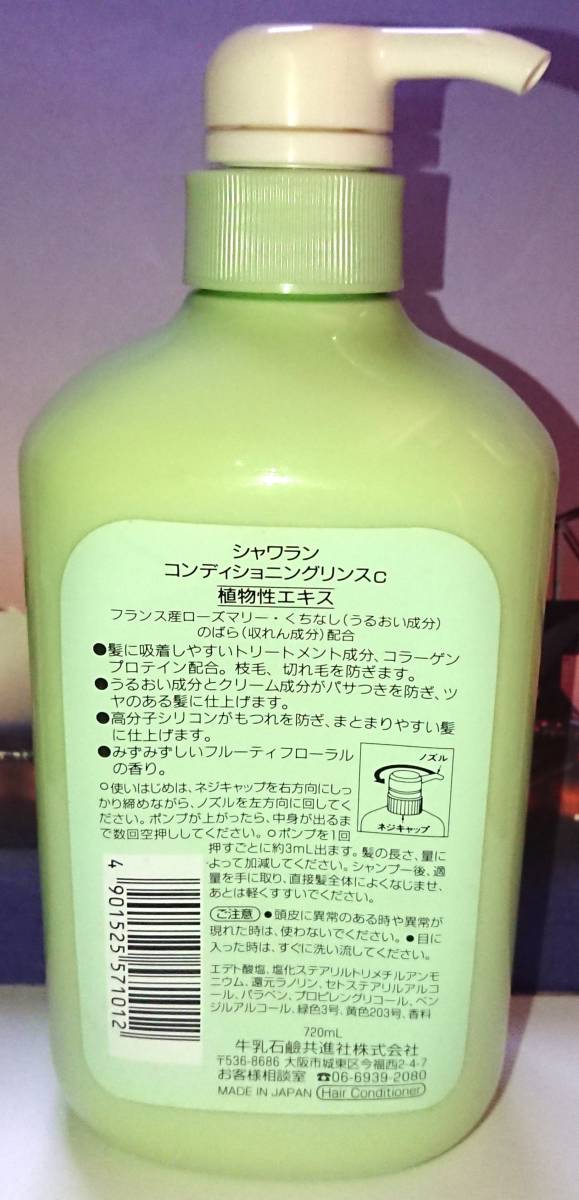 シャワラン
コンディショニングリンスC
植物性エキス
フランス産ローズマリー・くちなし(うるおい成分)
のばら(収れん成分)配合
●髪に吸着しやすいトリートメント成分、コラーゲン
プロテイン配合。枝毛、切れ毛を防ぎます。
●うるおい成分とクリーム成分がパサつきを防ぎ、ツ
ヤのある髪に仕上げます。
●高分子シリコンがもつれを防ぎ、まとまりやすい髪
に仕上げます。
●みずみずしいフルーティフローラル
の香り。
ノズル
ネジキャップ
○使いはじめは、ネジキャップを右方向にしっ
かり締めながら、ノズルを左方向に回してくだ
さい。ポンプが上がったら、中身が出るまで
数回空押ししてください。○ポンプを1回
押すごとに約3mL出ます。髪の長さ、量に
よって加減してください。シャンプー後、適
量を手に取り、直接髪全体によくなじませ、
あとは軽くすすいでください。
ご注意 ●頭皮に異常のある時や異常が
現れた時は、使わないでください。●目に
入った時は、すぐに洗い流してください。
エデト酸塩、塩化ステアリルトリメチルアンモ
ニウム、還元ラノリン、セトステアリルアルコ
ール、パラベン、プロピレングリコール、ベン
ジルアルコール、緑色3号、黄色203号、香料
720mL
牛乳石鹸共進社株式会社
〒536-8686 大阪市城東区今福西2-4-7
お客様相談室 ☎06-6939-2080
MADE IN JAPAN Hair Conditioner
4 901525 571012